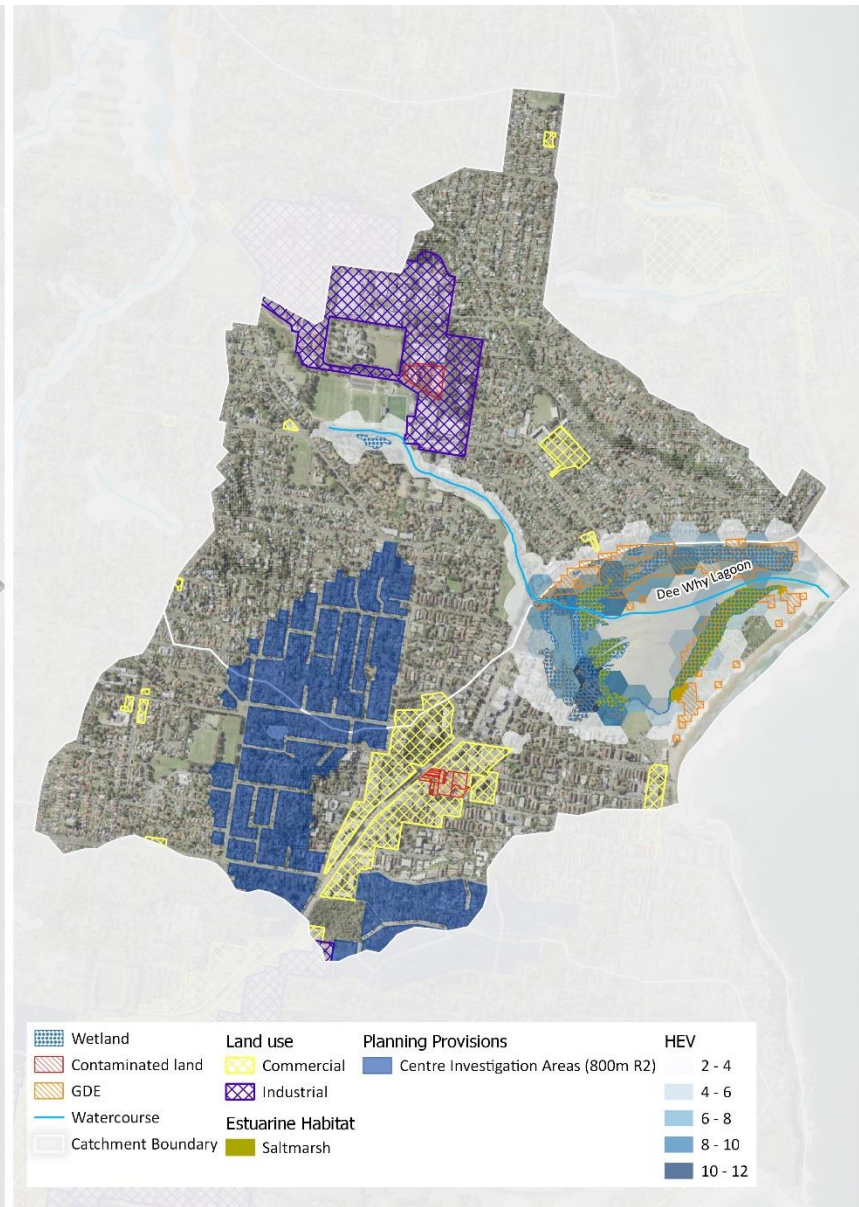 Dee Why Lagoon
Wetland
Contaminated land
GDE
Watercourse
Catchment Boundary
Land use
Commercial
Industrial
Estuarine Habitat
Saltmarsh
Planning Provisions
Centre Investigation Areas (800m R2)
HEV
2 - 4
4 - 6
6 - 8
8 - 10
10 - 12